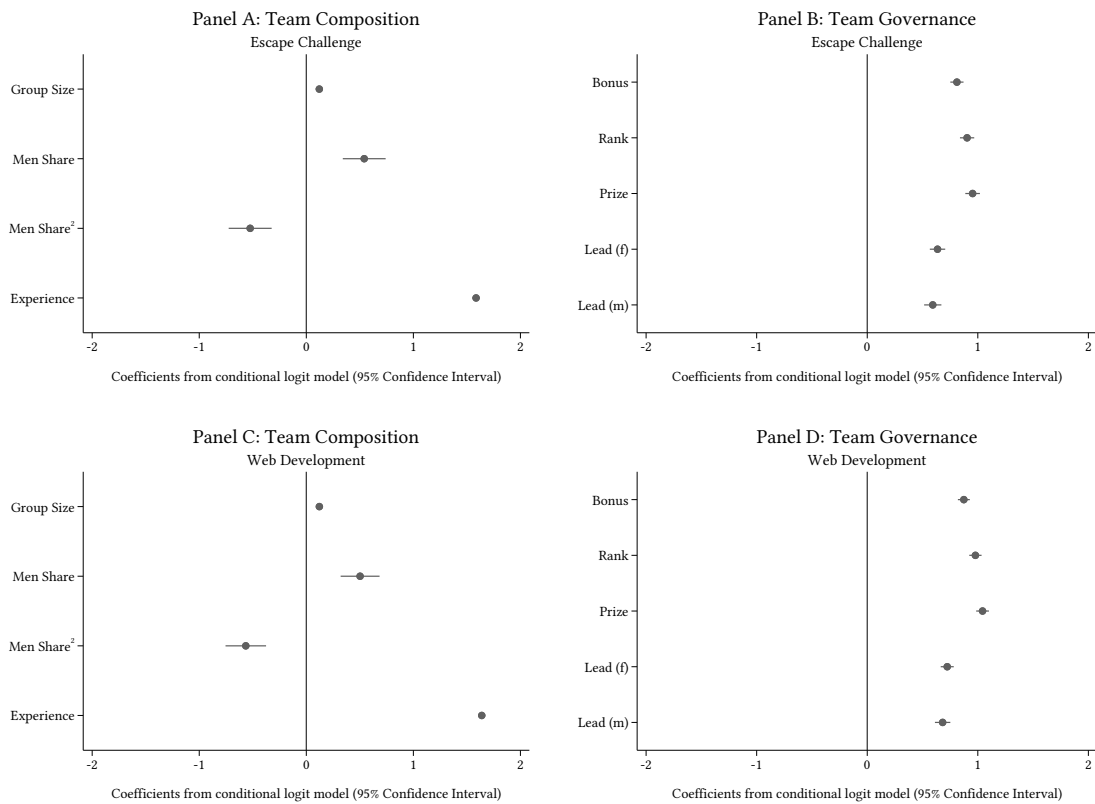 Panel A: Team Composition
Escape Challenge
Group Size
Men Share
Men Share²
Experience
-2 -1 0 1 2
Coefficients from conditional logit model (95% Confidence Interval)
Panel B: Team Governance
Escape Challenge
Bonus
Rank
Prize
Lead (f)
Lead (m)
-2 -1 0 1 2
Coefficients from conditional logit model (95% Confidence Interval)
Panel C: Team Composition
Web Development
Group Size
Men Share
Men Share²
Experience
-2 -1 0 1 2
Coefficients from conditional logit model (95% Confidence Interval)
Panel D: Team Governance
Web Development
Bonus
Rank
Prize
Lead (f)
Lead (m)
-2 -1 0 1 2
Coefficients from conditional logit model (95% Confidence Interval)